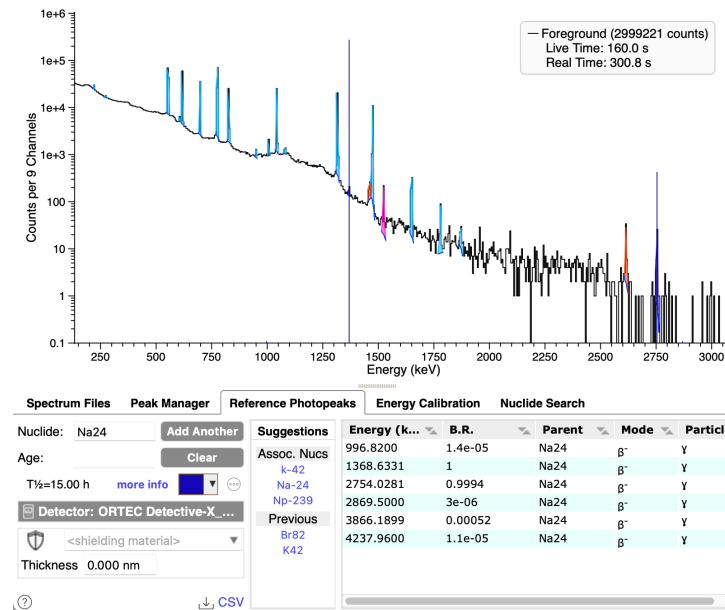 1e+6
1e+5
1e+4
1e+3
100
10
1
0.1
Counts per 9 Channels
Foreground (2999221 counts)
Live Time: 160.0 s
Real Time: 300.8 s
250 500 750 1000 1250 1500 1750 2000 2250 2500 2750 3000
Energy (keV)
Spectrum Files Peak Manager Reference Photopeaks Energy Calibration Nuclide Search
Nuclide: Na24 Add Another
Age: Clear
T½=15.00 h more info
Detector: ORTEC Detective-X_...
<shielding material>
Thickness 0.000 nm
? CSV
Suggestions
Assoc. Nucs
k-42
Na-24
Np-239
Previous
Br82
K42
Energy (k... B.R. Parent Mode Particl
996.8200 1.4e-05 Na24 β- γ
1368.6331 1 Na24 β- γ
2754.0281 0.9994 Na24 β- γ
2869.5000 3e-06 Na24 β- γ
3866.1899 0.00052 Na24 β- γ
4237.9600 1.1e-05 Na24 β- γ